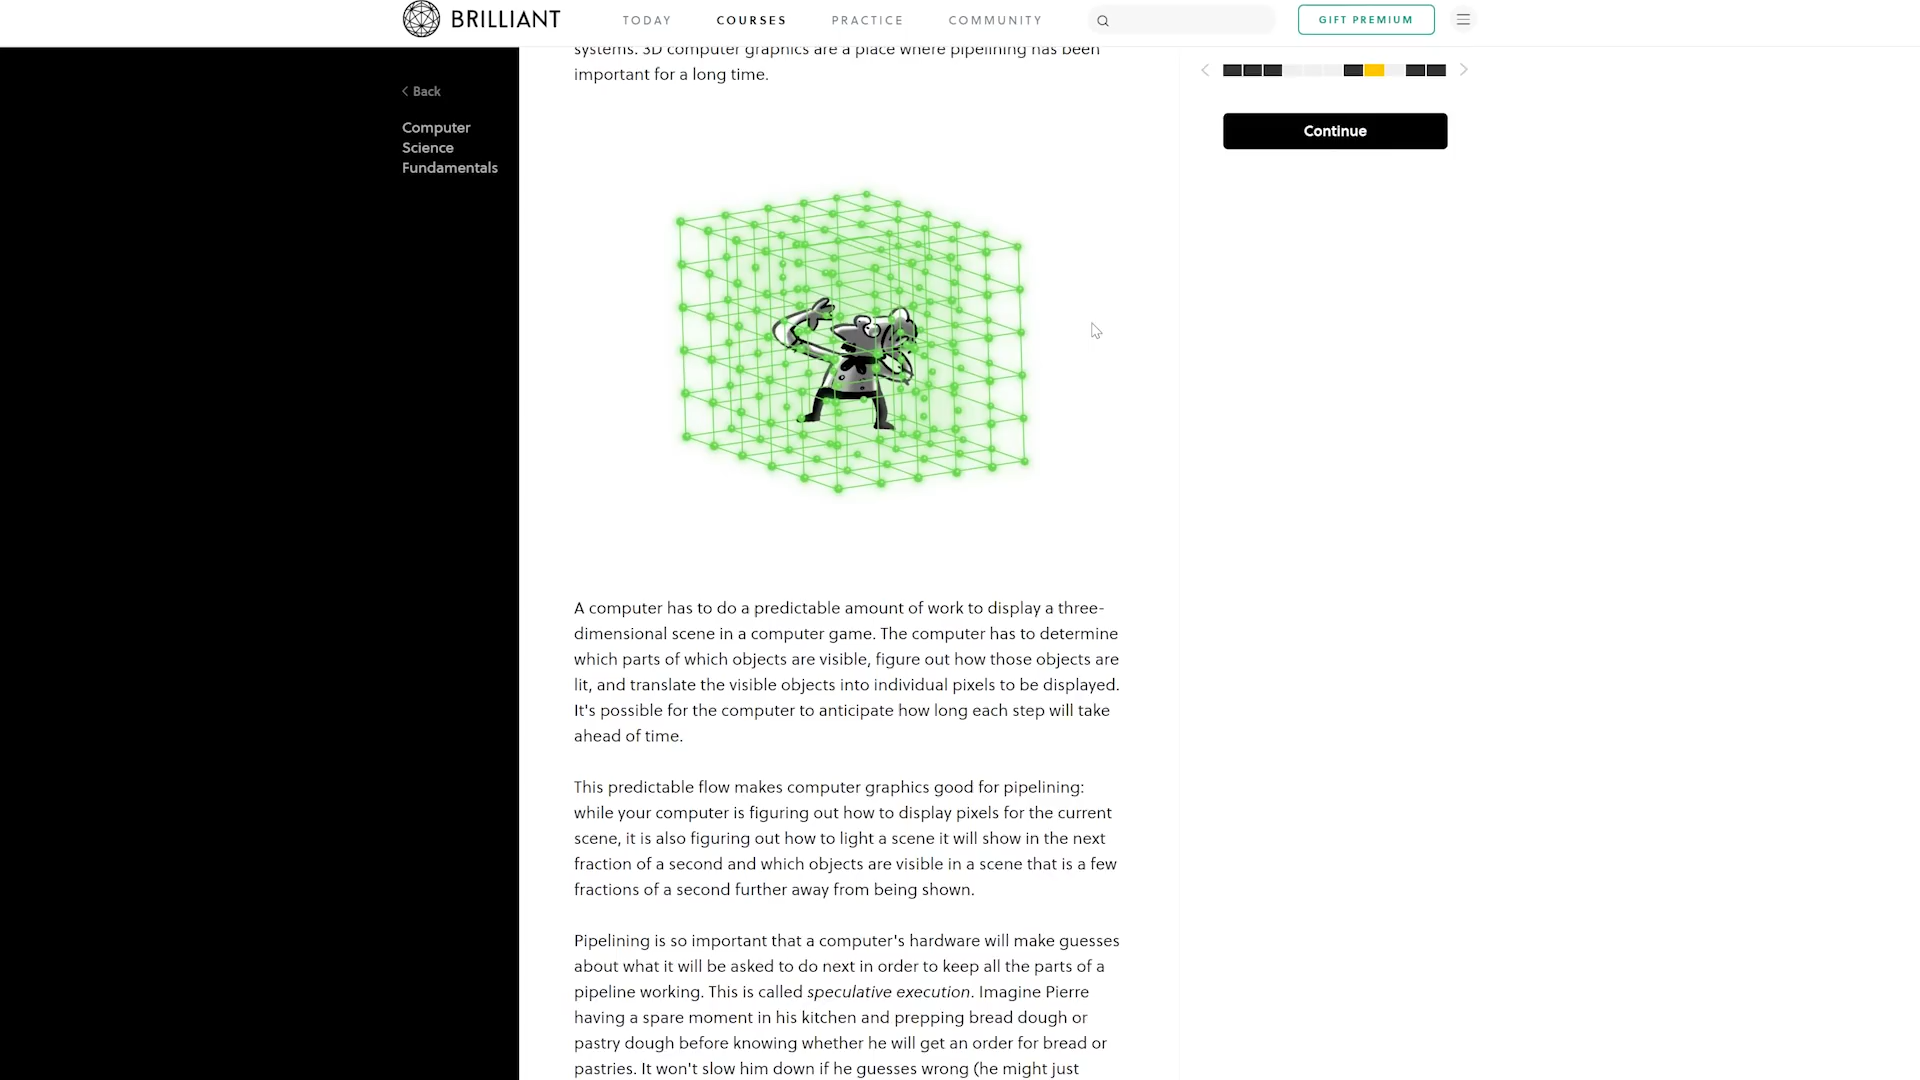 BRILLIANT
TODAY
COURSES
PRACTICE
COMMUNITY
GIFT PREMIUM
Back
Computer
Science
Fundamentals
systems. 3D computer graphics are a place where pipelining has been
important for a long time.
Continue
A computer has to do a predictable amount of work to display a three-
dimensional scene in a computer game. The computer has to determine
which parts of which objects are visible, figure out how those objects are
lit, and translate the visible objects into individual pixels to be displayed.
It's possible for the computer to anticipate how long each step will take
ahead of time.
This predictable flow makes computer graphics good for pipelining:
while your computer is figuring out how to display pixels for the current
scene, it is also figuring out how to light a scene it will show in the next
fraction of a second and which objects are visible in a scene that is a few
fractions of a second further away from being shown.
Pipelining is so important that a computer's hardware will make guesses
about what it will be asked to do next in order to keep all the parts of a
pipeline working. This is called speculative execution. Imagine Pierre
having a spare moment in his kitchen and prepping bread dough or
pastry dough before knowing whether he will get an order for bread or
pastries. It won't slow him down if he guesses wrong (he might just